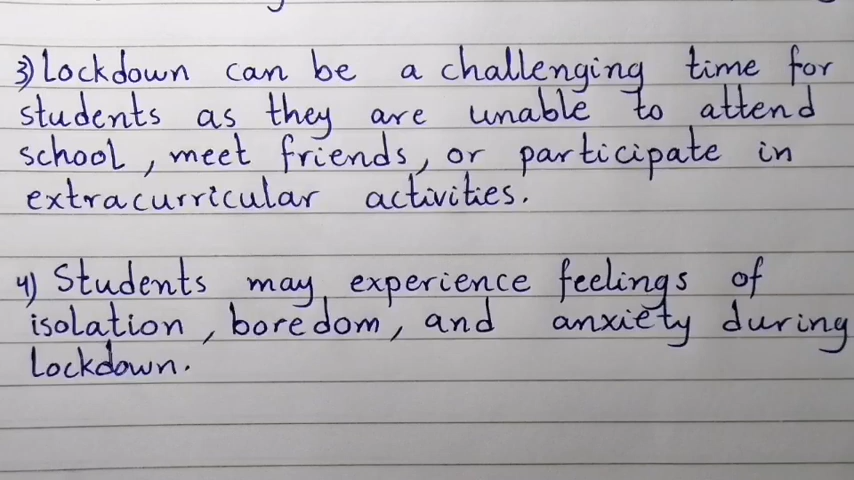 3) Lockdown can be a challenging time for
students as they are unable to attend
school, meet friends, or participate in
extracurricular activities.
4) Students may experience feelings of
isolation, boredom, and anxiety during
Lockdown.